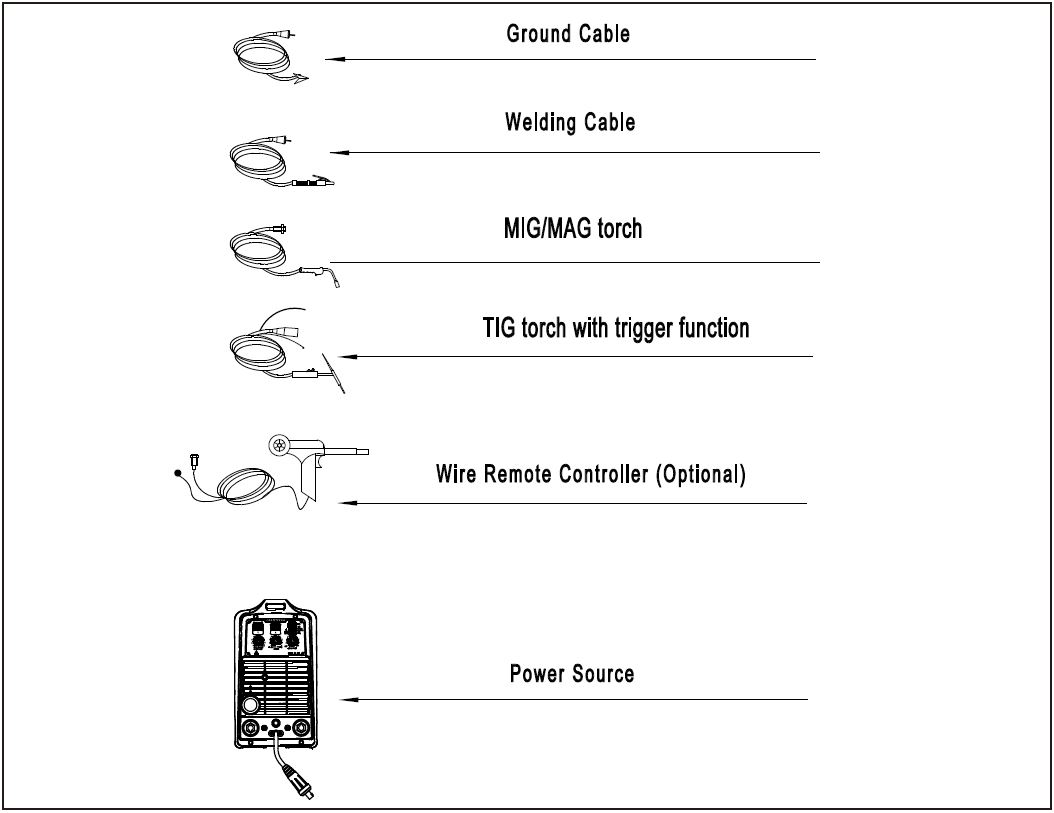 Ground Cable
Welding Cable
MIG/MAG torch
TIG torch with trigger function
Wire Remote Controller (Optional)
Power Source